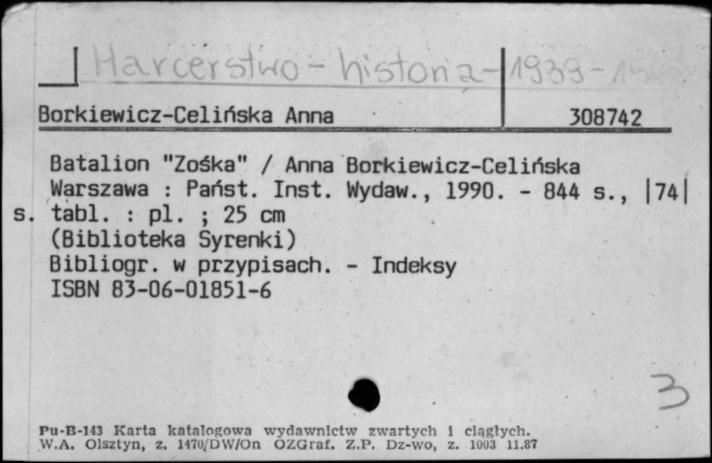 Harcerstwo - historia - 1939 -
Borkiewicz-Celińska Anna 308742
Batalion "Zośka" / Anna Borkiewicz-Celińska
Warszawa : Państ. Inst. Wydaw., 1990. - 844 s., |74|
s. tabl. : pl. ; 25 cm
(Biblioteka Syrenki)
Bibliogr. w przypisach. - Indeksy
ISBN 83-06-01851-6
3
Pu-B-143 Karta katalogowa wydawnictw zwartych i ciągłych.
W.A. Olsztyn, z. 1470/DW/On OZGraf. Z.P. Dz-wo, z. 1003 11.87